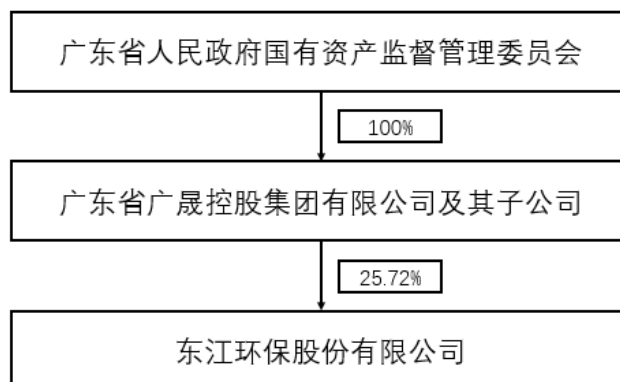 广东省人民政府国有资产监督管理委员会
100%
广东省广晟控股集团有限公司及其子公司
25.72%
东江环保股份有限公司